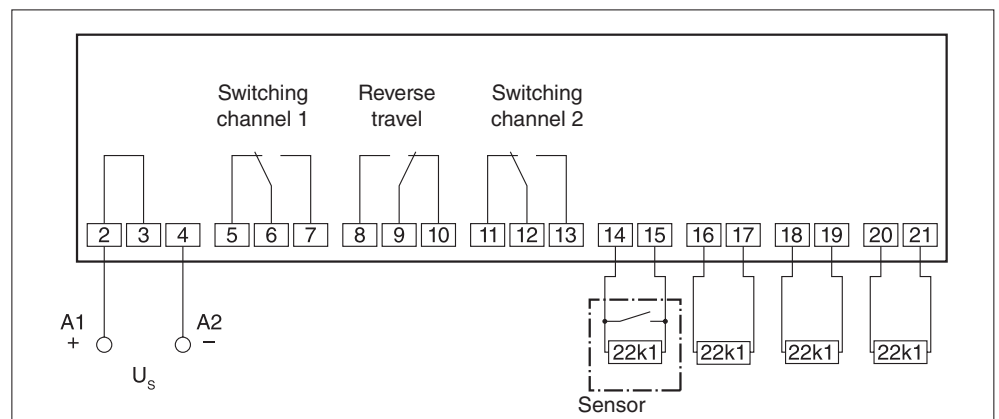 Switching
channel 1
Reverse
travel
Switching
channel 2
2 3 4 5 6 7 8 9 10 11 12 13 14 15 16 17 18 19 20 21
A1
+
A2
–
Us
22k1 22k1 22k1 22k1
Sensor